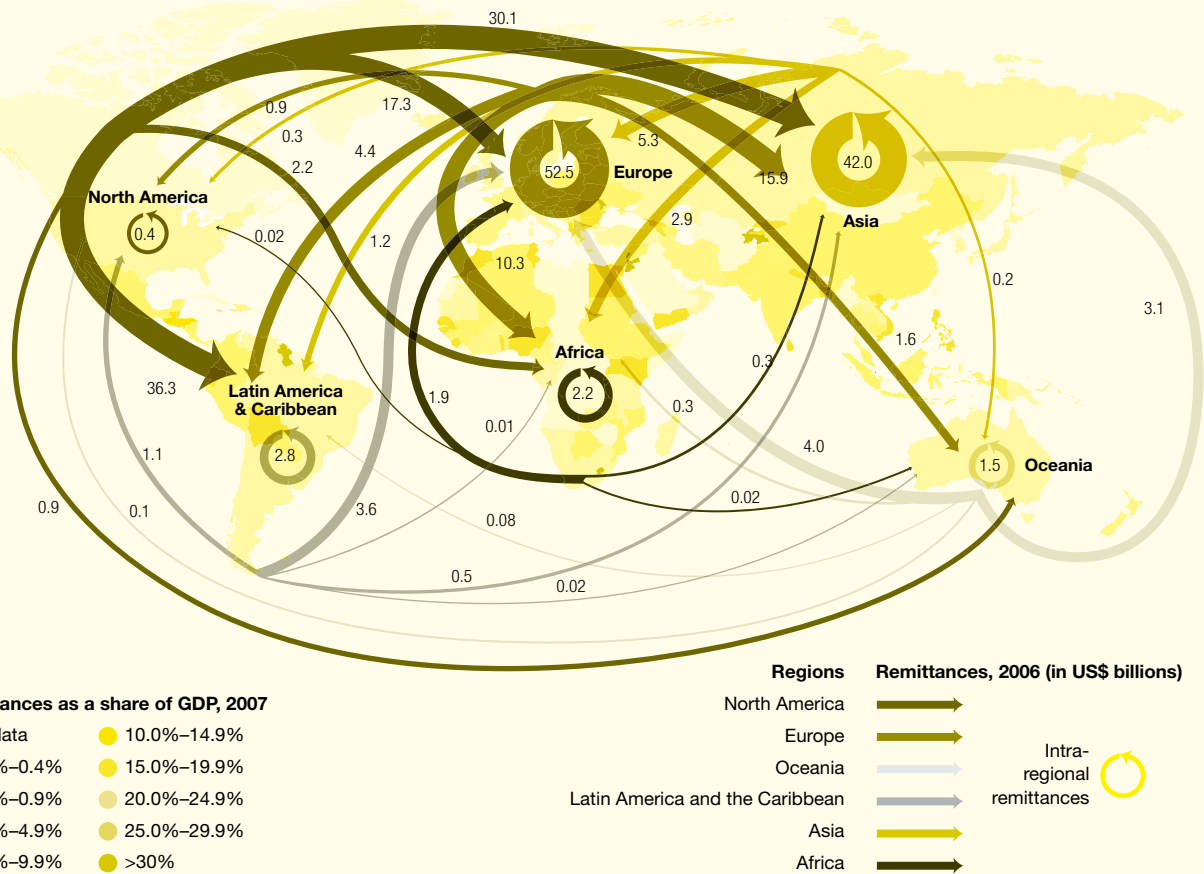 30.1
0.9
17.3
0.3
4.4
2.2
5.3
52.5
Europe
15.9
42.0
Asia
North America
0.4
0.02
1.2
2.9
10.3
0.2
3.1
1.6
Africa
2.2
0.3
36.3
Latin America
& Caribbean
1.9
0.01
0.3
2.8
1.1
4.0
1.5
Oceania
0.9
0.1
3.6
0.08
0.02
0.5
0.02
ances as a share of GDP, 2007
data
10.0%–14.9%
%–0.4%
15.0%–19.9%
%–0.9%
20.0%–24.9%
%–4.9%
25.0%–29.9%
%–9.9%
>30%
Regions
Remittances, 2006 (in US$ billions)
North America
Europe
Oceania
Latin America and the Caribbean
Asia
Africa
Intra-
regional
remittances